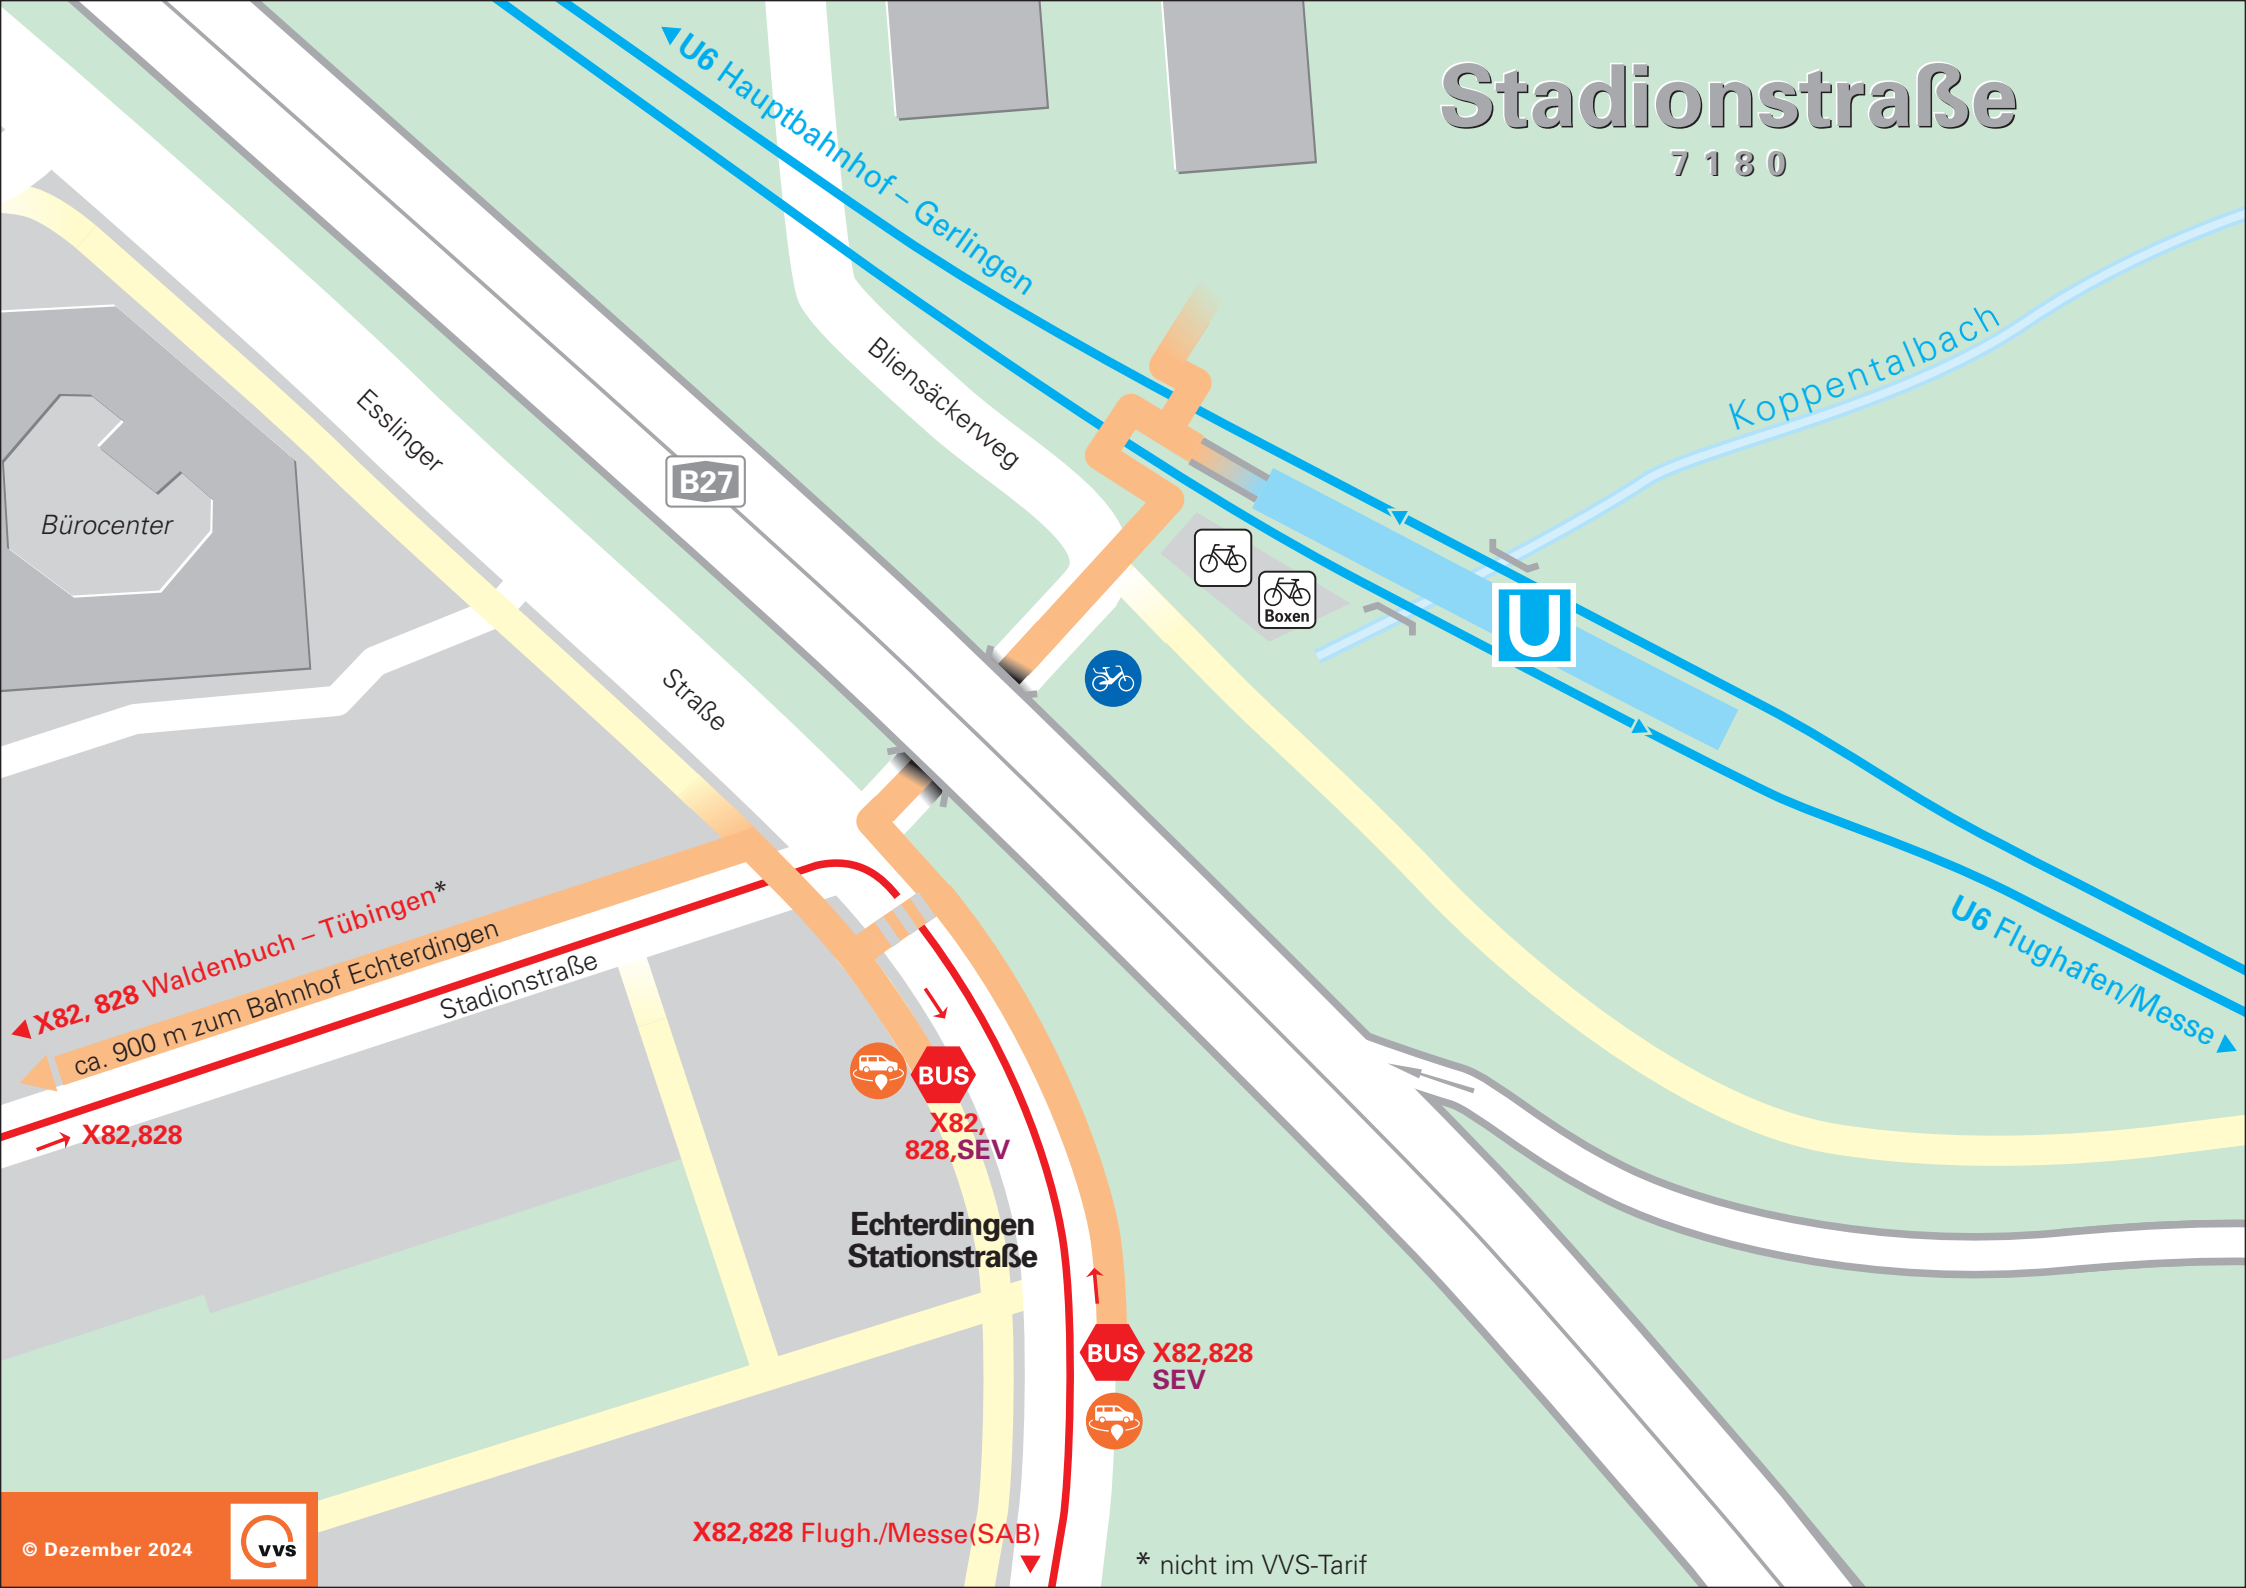 Stadionstraße
7180
U6 Hauptbahnhof – Gerlingen
Koppentalbach
Bliensäckerweg
Esslinger
B27
Bürocenter
Boxen
U
Straße
X82, 828 Waldenbuch – Tübingen*
ca. 900 m zum Bahnhof Echterdingen
Stadionstraße
U6 Flughafen/Messe
X82,828
BUS
X82,
828,SEV
Echterdingen
Stationstraße
BUS
X82,828
SEV
X82,828 Flugh./Messe(SAB)
* nicht im VVS-Tarif
© Dezember 2024
VVS